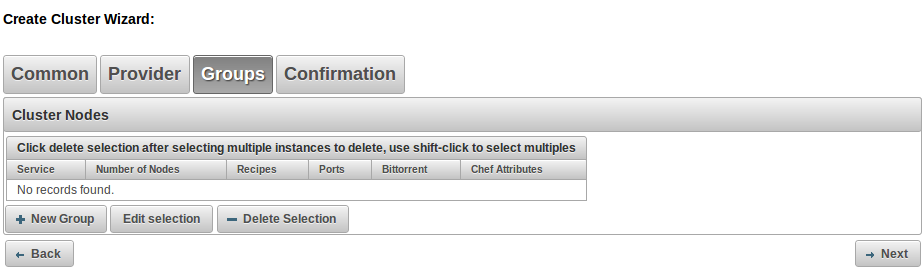 Create Cluster Wizard:
Common Provider Groups Confirmation
Cluster Nodes
Click delete selection after selecting multiple instances to delete, use shift-click to select multiples
Service Number of Nodes Recipes Ports Bittorrent Chef Attributes
No records found.
New Group Edit selection Delete Selection
Back Next